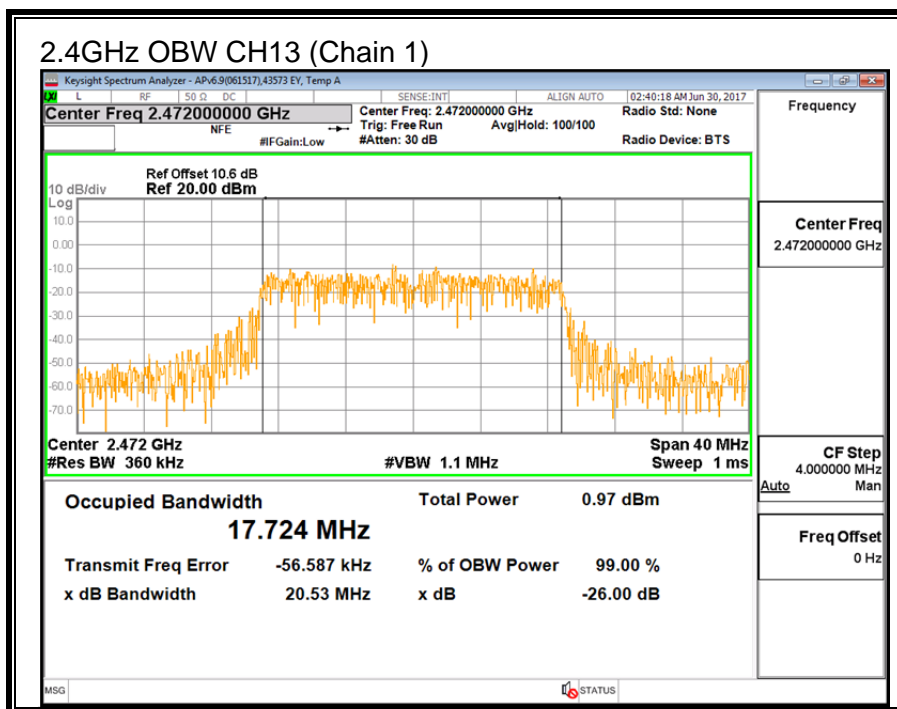 2.4GHz OBW CH13 (Chain 1)
Keysight Spectrum Analyzer - APv6.9(061517),43573 EY, Temp A
LXI L RF 50 Ω DC SENSE:INT ALIGN AUTO 02:40:18 AM Jun 30, 2017
Center Freq 2.472000000 GHz
NFE
#IFGain:Low
Center Freq: 2.472000000 GHz
Trig: Free Run Avg|Hold: 100/100
#Atten: 30 dB
Radio Std: None
Radio Device: BTS
Ref Offset 10.6 dB
10 dB/div Ref 20.00 dBm
Log
10.0
0.00
-10.0
-20.0
-30.0
-40.0
-50.0
-60.0
-70.0
Center 2.472 GHz Span 40 MHz
#Res BW 360 kHz #VBW 1.1 MHz Sweep 1 ms
Occupied Bandwidth Total Power 0.97 dBm
17.724 MHz
Transmit Freq Error -56.587 kHz % of OBW Power 99.00 %
x dB Bandwidth 20.53 MHz x dB -26.00 dB
Frequency
Center Freq
2.472000000 GHz
CF Step
4.000000 MHz
Auto Man
Freq Offset
0 Hz
MSG STATUS